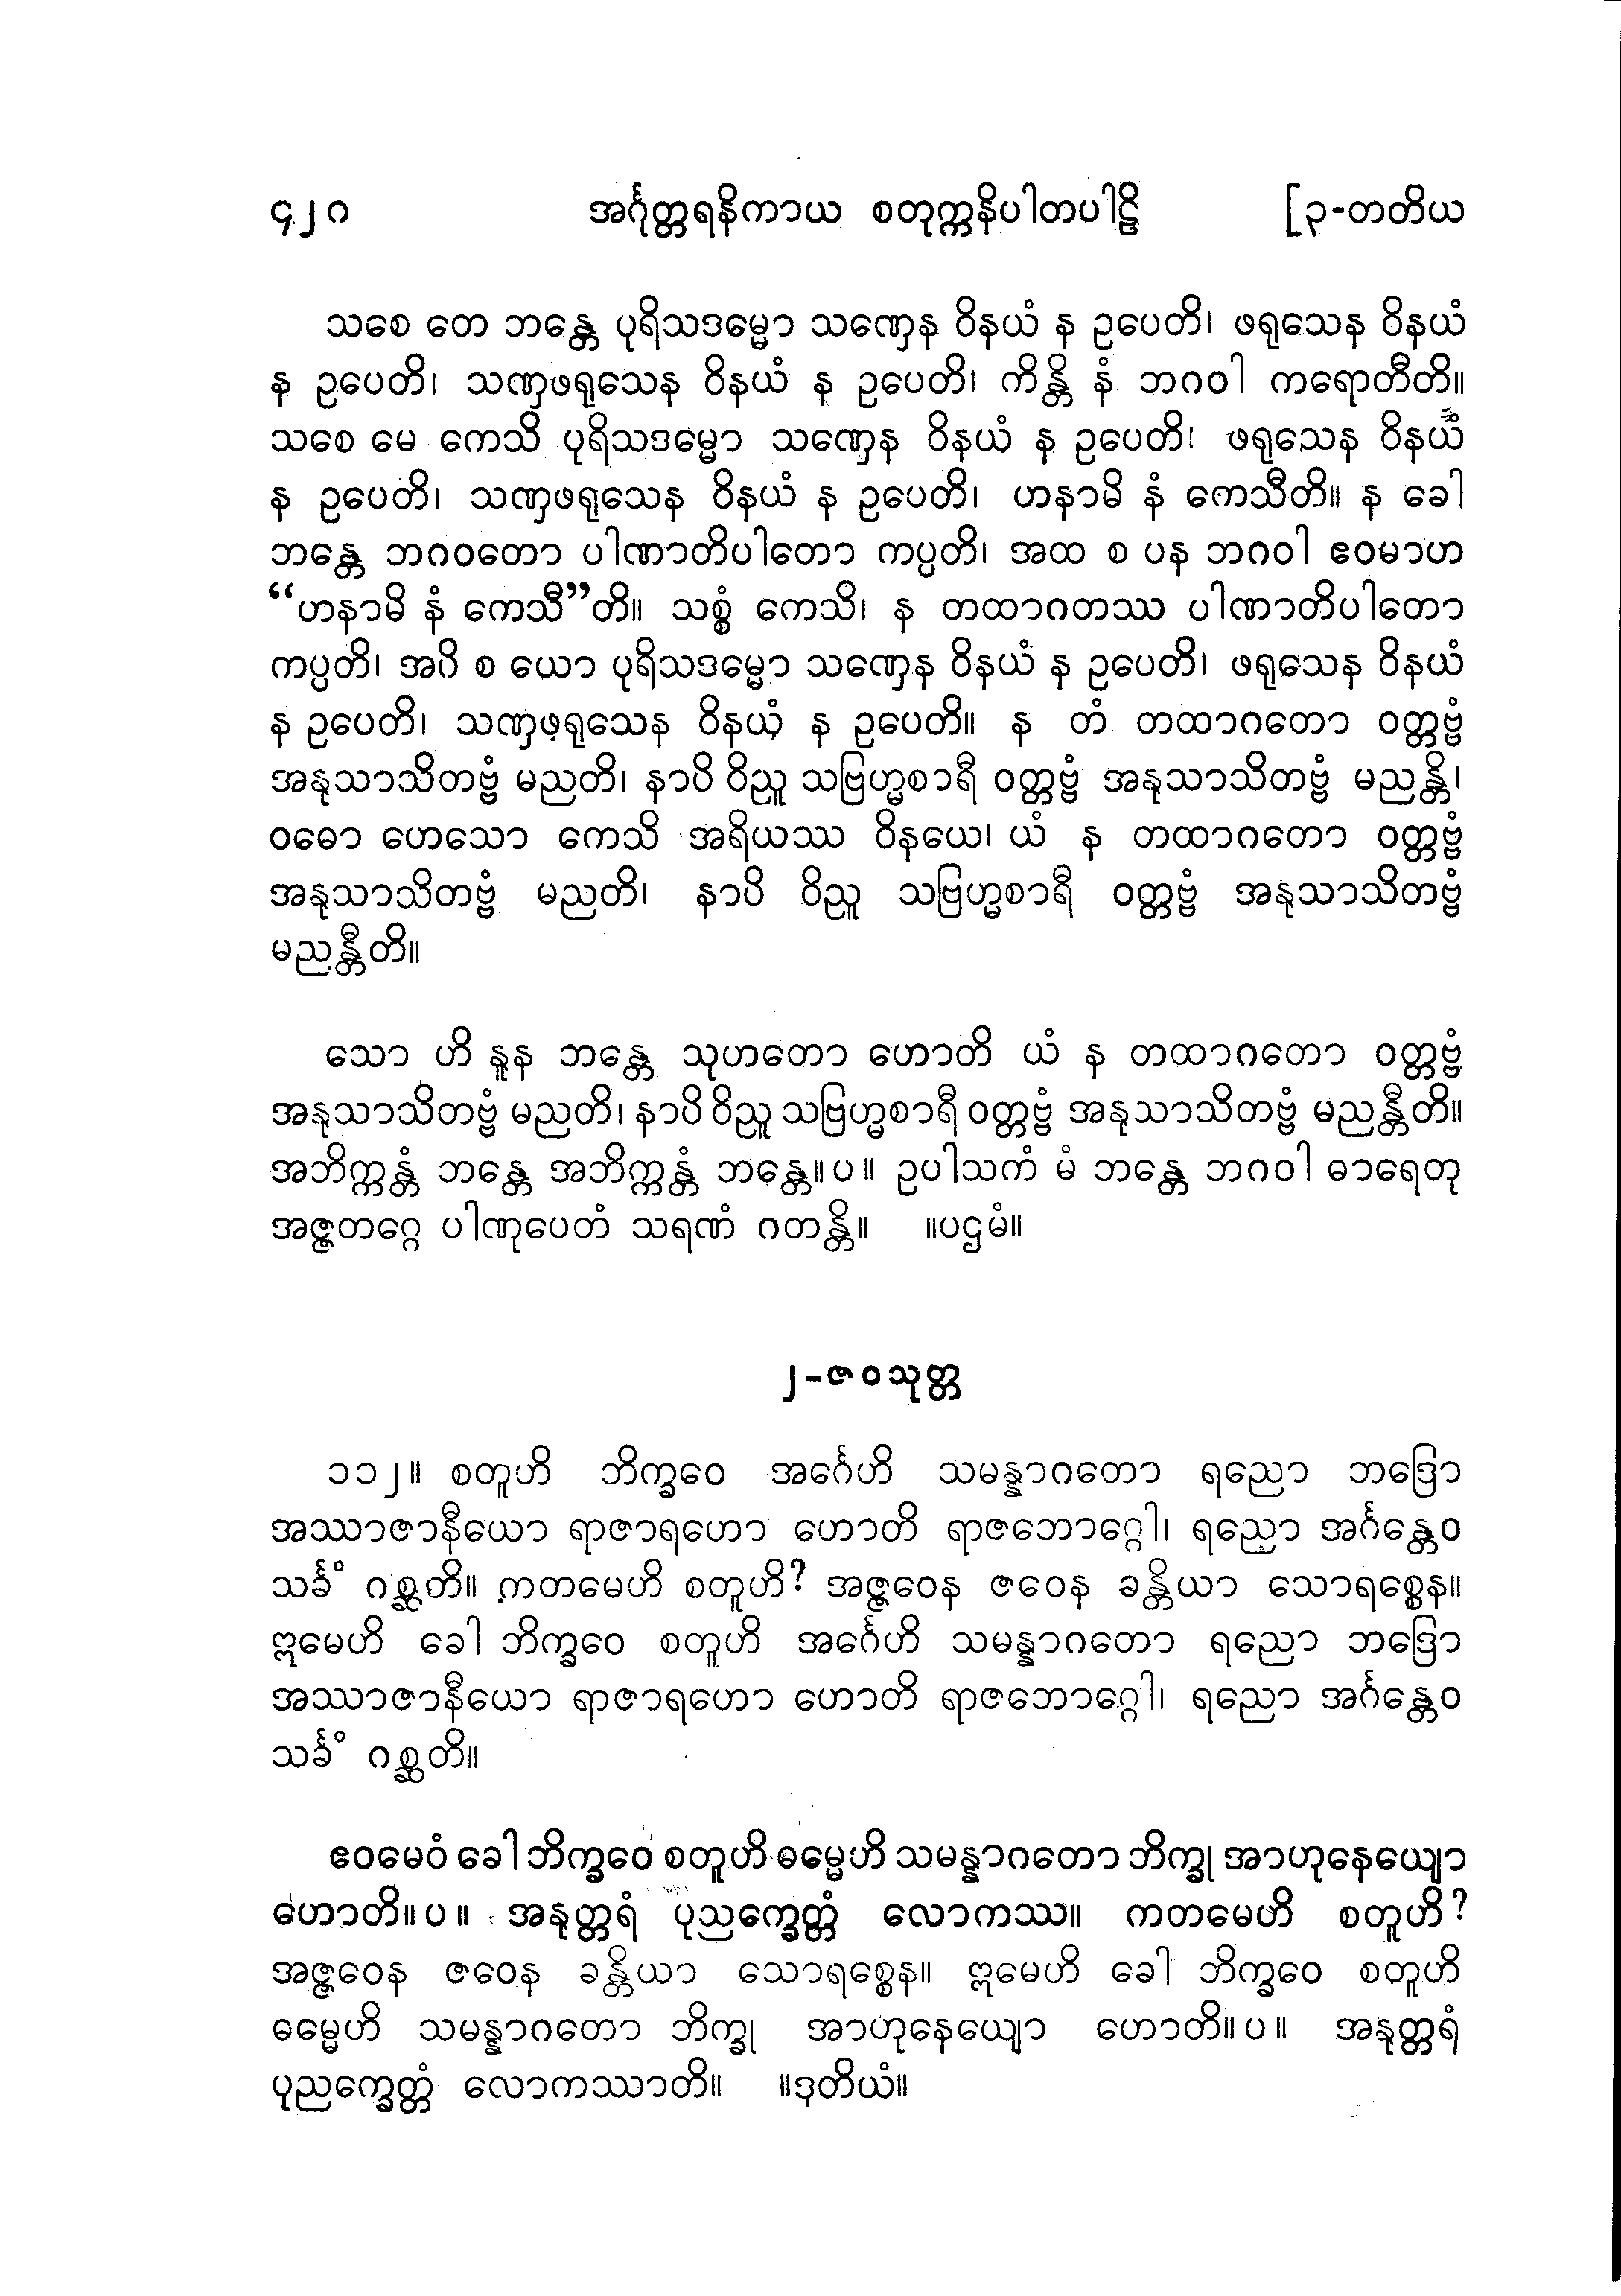 ၄၂၈ အင်္ဂုတ္တရနိကာယ စတုက္ကနိပါတပါဠိ [၃-တတိယ
သစေ တေ ဘန္တေ ပုရိသဒမ္မော သဏှေန ဝိနယံ န ဥပေတိ၊ ဖရုသေန ဝိနယံ
န ဥပေတိ၊ သဏှဖရုသေန ဝိနယံ န ဥပေတိ၊ ကိန္တိ နံ ဘဂဝါ ကရောတီတိ။
သစေ မေ ကေသိ ပုရိသဒမ္မော သဏှေန ဝိနယံ န ဥပေတိ၊ ဖရုသေန ဝိနယံ
န ဥပေတိ၊ သဏှဖရုသေန ဝိနယံ န ဥပေတိ၊ ဟနာမိ နံ ကေသီတိ။ န ခေါ
ဘန္တေ ဘဂဝတော ပါဏာတိပါတော ကပ္ပတိ၊ အထ စ ပန ဘဂဝါ ဧဝမာဟ
“ဟနာမိ နံ ကေသီ”တိ။ သစ္စံ ကေသိ၊ န တထာဂတဿ ပါဏာတိပါတော
ကပ္ပတိ၊ အပိ စ ယော ပုရိသဒမ္မော သဏှေန ဝိနယံ န ဥပေတိ၊ ဖရုသေန ဝိနယံ
န ဥပေတိ၊ သဏှဖရုသေန ဝိနယံ န ဥပေတိ။ န တံ တထာဂတော ဝတ္တဗ္ဗံ
အနုသာသိတဗ္ဗံ မညတိ၊ နာပိ ဝိညူ သဗြဟ္မစာရီ ဝတ္တဗ္ဗံ အနုသာသိတဗ္ဗံ မညန္တိ၊
ဝဓော ဟေသော ကေသိ အရိယဿ ဝိနယေ၊ ယံ န တထာဂတော ဝတ္တဗ္ဗံ
အနုသာသိတဗ္ဗံ မညတိ၊ နာပိ ဝိညူ သဗြဟ္မစာရီ ဝတ္တဗ္ဗံ အနုသာသိတဗ္ဗံ
မညန္တီတိ။
သော ဟိ နူန ဘန္တေ သုဟတော ဟောတိ ယံ န တထာဂတော ဝတ္တဗ္ဗံ
အနုသာသိတဗ္ဗံ မညတိ၊ နာပိ ဝိညူ သဗြဟ္မစာရီ ဝတ္တဗ္ဗံ အနုသာသိတဗ္ဗံ မညန္တီတိ။
အဘိက္ကန္တံ ဘန္တေ အဘိက္ကန္တံ ဘန္တေ။ပ။ ဥပါသကံ မံ ဘန္တေ ဘဂဝါ ဓာရေတု
အဇ္ဇတဂ္ဂေ ပါဏုပေတံ သရဏံ ဂတန္တိ။ ။ပဌမံ။
၂-ဇဝသုတ္တ
၁၁၂။ စတူဟိ ဘိက္ခဝေ အင်္ဂေဟိ သမန္နာဂတော ရညော ဘဒြော
အဿာဇာနီယော ရာဇာရဟော ဟောတိ ရာဇဘောဂ္ဂေါ၊ ရညော အင်္ဂန္တေဝ
သင်္ခံ ဂစ္ဆတိ။ ကတမေဟိ စတူဟိ? အဇ္ဇဝေန ဇဝေန ခန္တိယာ သောရစ္စေန။
ဣမေဟိ ခေါ ဘိက္ခဝေ စတူဟိ အင်္ဂေဟိ သမန္နာဂတော ရညော ဘဒြော
အဿာဇာနီယော ရာဇာရဟော ဟောတိ ရာဇဘောဂ္ဂေါ၊ ရညော အင်္ဂန္တေဝ
သင်္ခံ ဂစ္ဆတိ။
ဧဝမေဝံ ခေါ ဘိက္ခဝေ စတူဟိ ဓမ္မေဟိ သမန္နာဂတော ဘိက္ခု အာဟုနေယျော
ဟောတိ။ပ။ အနုတ္တရံ ပုညက္ခေတ္တံ လောကဿ။ ကတမေဟိ စတူဟိ?
အဇ္ဇဝေန ဇဝေန ခန္တိယာ သောရစ္စေန။ ဣမေဟိ ခေါ ဘိက္ခဝေ စတူဟိ
ဓမ္မေဟိ သမန္နာဂတော ဘိက္ခု အာဟုနေယျော ဟောတိ။ပ။ အနုတ္တရံ
ပုညက္ခေတ္တံ လောကဿာတိ။ ။ဒုတိယံ။